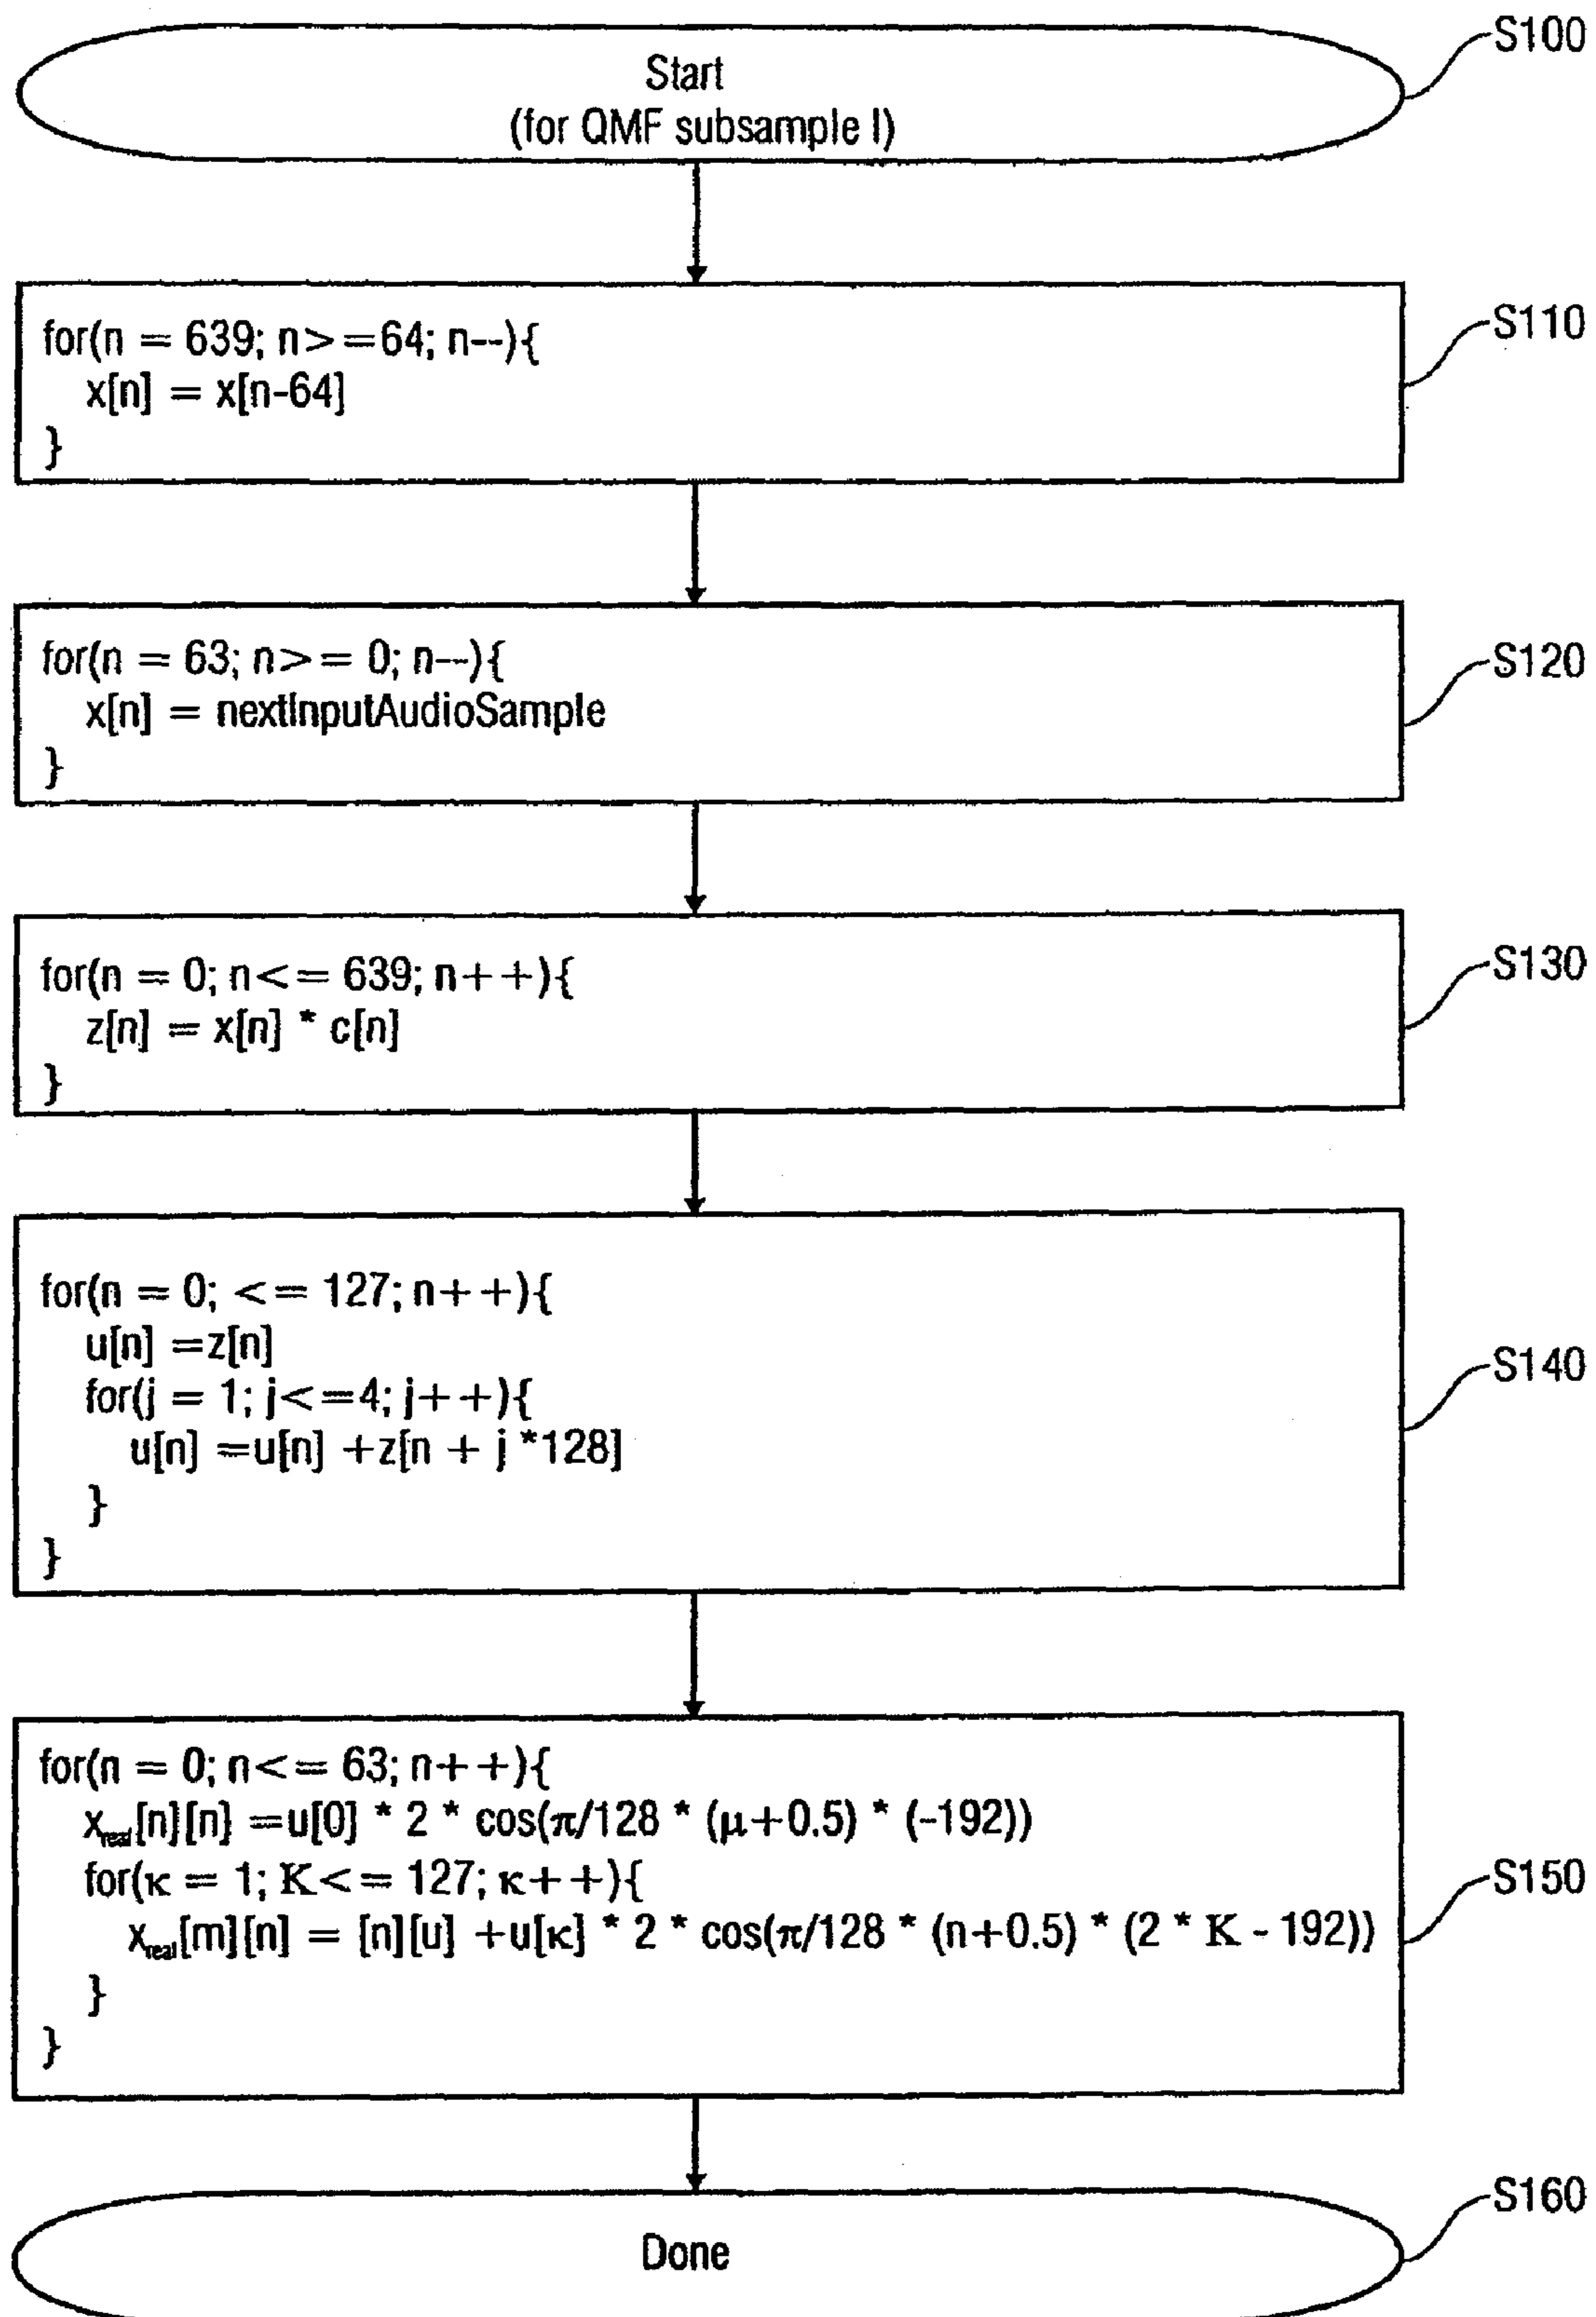 Start
(for QMF subsample l)
S100
for(n = 639; n>=64; n--){
x[n] = x[n-64]
}
S110
for(n = 63; n>= 0; n--){
x[n] = nextInputAudioSample
}
S120
for(n = 0; n<= 639; n++){
z[n] = x[n] * c[n]
}
S130
for(n = 0; <= 127; n++){
u[n] =z[n]
for(j = 1; j<=4; j++){
u[n] =u[n] +z[n + j *128]
}
}
S140
for(n = 0; n<= 63; n++){
x_real[n][n} =u[0] * 2 * cos(π/128 * (μ+0.5) * (-192))
for(κ = 1; K<= 127; κ++){
x_real[m][n] = [n][u] +u[κ] * 2 * cos(π/128 * (n+0.5) * (2 * K - 192))
}
}
S150
Done
S160